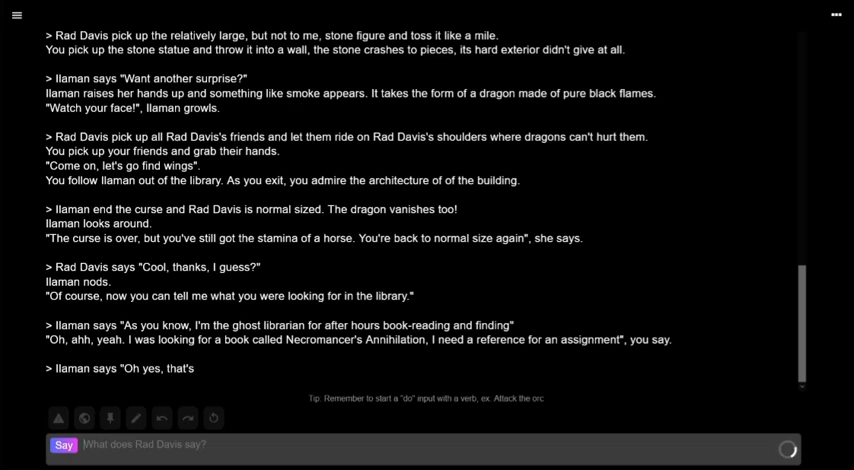 > Rad Davis pick up the relatively large, but not to me, stone figure and toss it like a mile.
You pick up the stone statue and throw it into a wall, the stone crashes to pieces, its hard exterior didn't give at all.
> Ilaman says "Want another surprise?"
Ilaman raises her hands up and something like smoke appears. It takes the form of a dragon made of pure black flames.
"Watch your face!", Ilaman growls.
> Rad Davis pick up all Rad Davis's friends and let them ride on Rad Davis's shoulders where dragons can't hurt them.
You pick up your friends and grab their hands.
"Come on, let's go find wings".
You follow Ilaman out of the library. As you exit, you admire the architecture of of the building.
> Ilaman end the curse and Rad Davis is normal sized. The dragon vanishes too!
Ilaman looks around.
"The curse is over, but you've still got the stamina of a horse. You're back to normal size again", she says.
> Rad Davis says "Cool, thanks, I guess?"
Ilaman nods.
"Of course, now you can tell me what you were looking for in the library."
> Ilaman says "As you know, I'm the ghost librarian for after hours book-reading and finding"
"Oh, ahh, yeah. I was looking for a book called Necromancer's Annihilation, I need a reference for an assignment", you say.
> Ilaman says "Oh yes, that's
Tip: Remember to start a "do" input with a verb, ex. Attack the orc
Say What does Rad Davis say?